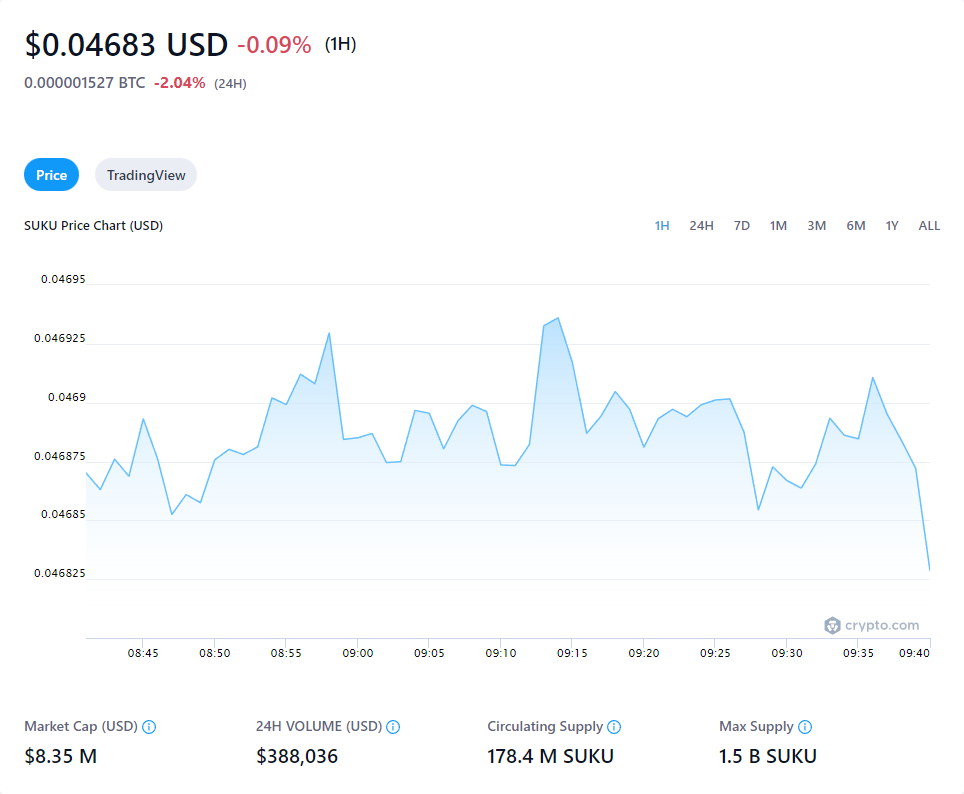 $0.04683 USD -0.09% (1H)
0.000001527 BTC -2.04% (24H)
Price TradingView
SUKU Price Chart (USD) 1H 24H 7D 1M 3M 6M 1Y ALL
0.04695
0.046925
0.0469
0.046875
0.04685
0.046825
crypto.com
08:45 08:50 08:55 09:00 09:05 09:10 09:15 09:20 09:25 09:30 09:35 09:40
Market Cap (USD) 24H VOLUME (USD) Circulating Supply Max Supply
$8.35 M $388,036 178.4 M SUKU 1.5 B SUKU